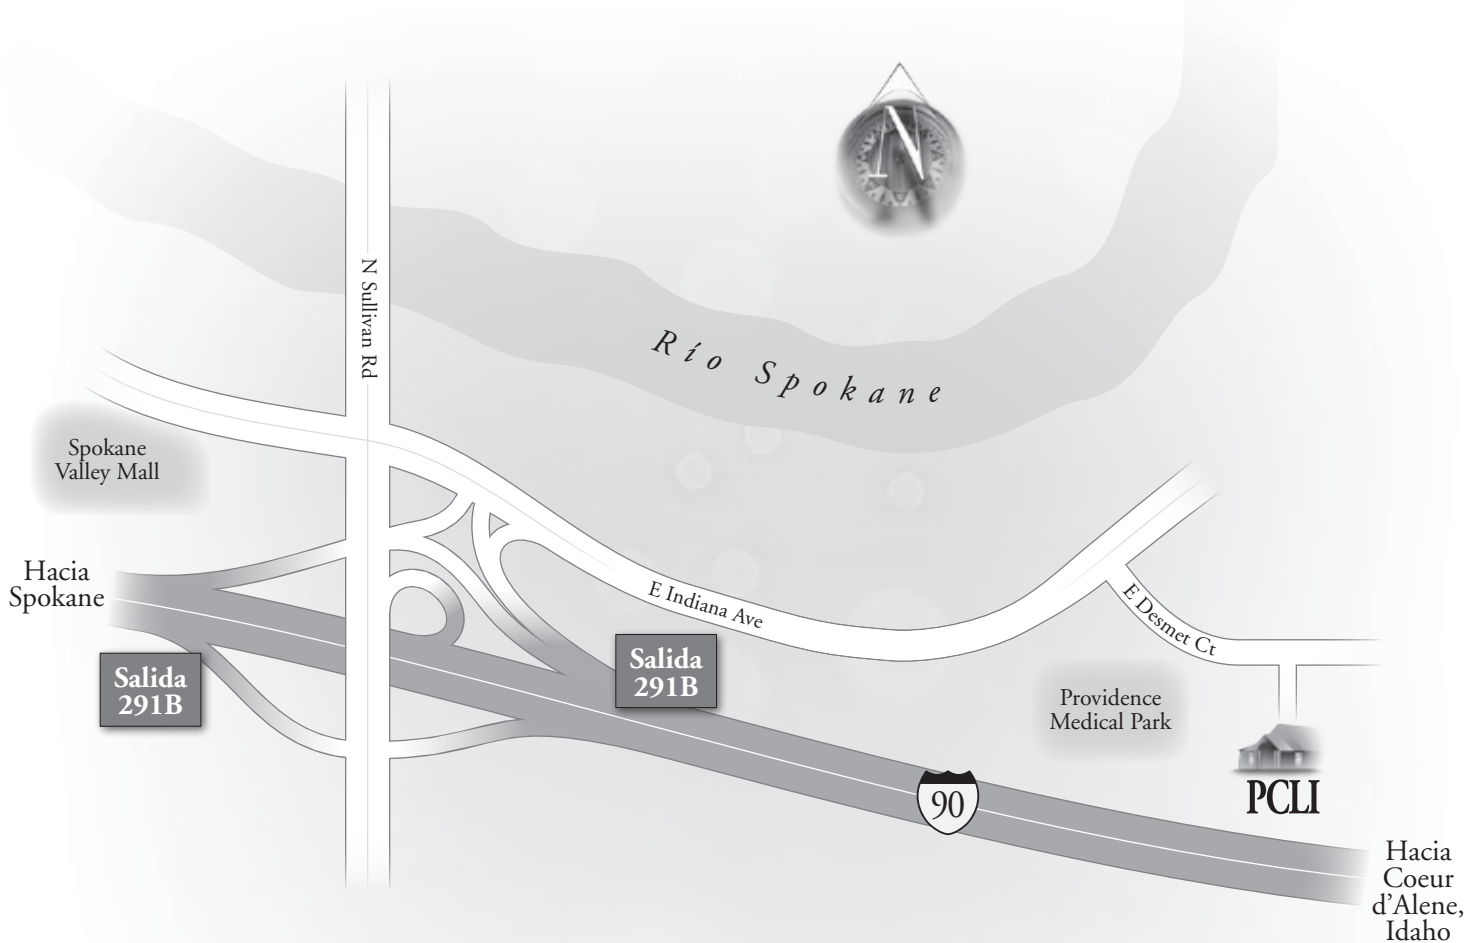 N
N Sullivan Rd
Río Spokane
Spokane
Valley Mall
Hacia
Spokane
E Indiana Ave
E Desmet Ct
Salida
291B
Salida
291B
Providence
Medical Park
90
PCLI
Hacia
Coeur
d’Alene,
Idaho